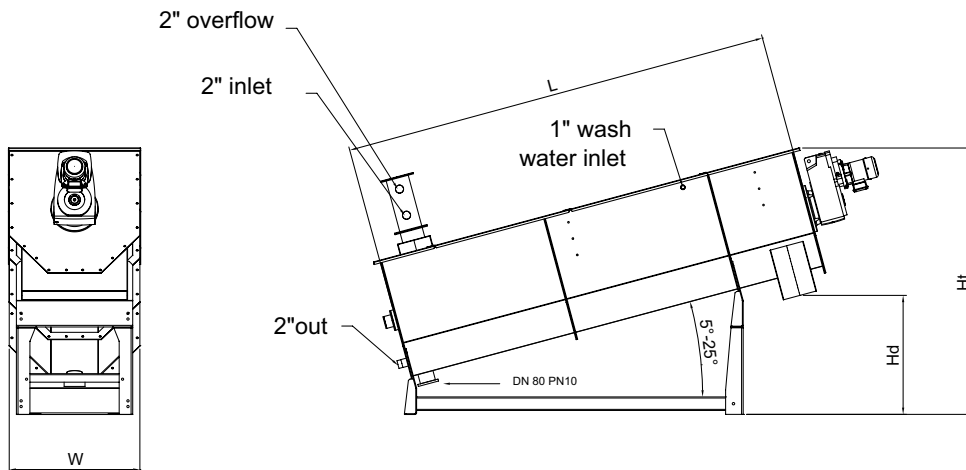 2" overflow
2" inlet
L
1" wash
water inlet
2"out
5°-25°
DN 80 PN10
Hd
Ht
W